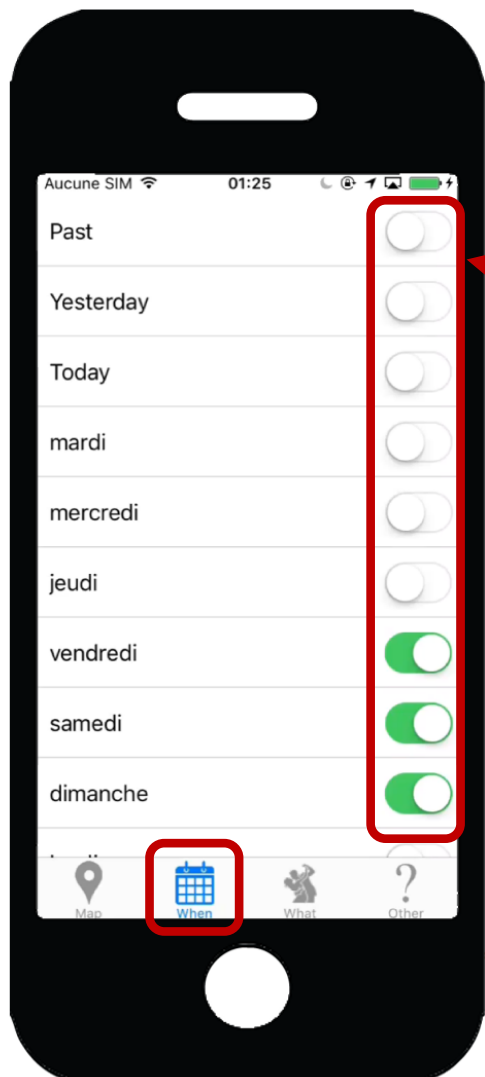 Aucune SIM 01:25
Past
Yesterday
Today
mardi
mercredi
jeudi
vendredi
samedi
dimanche
Map When What Other